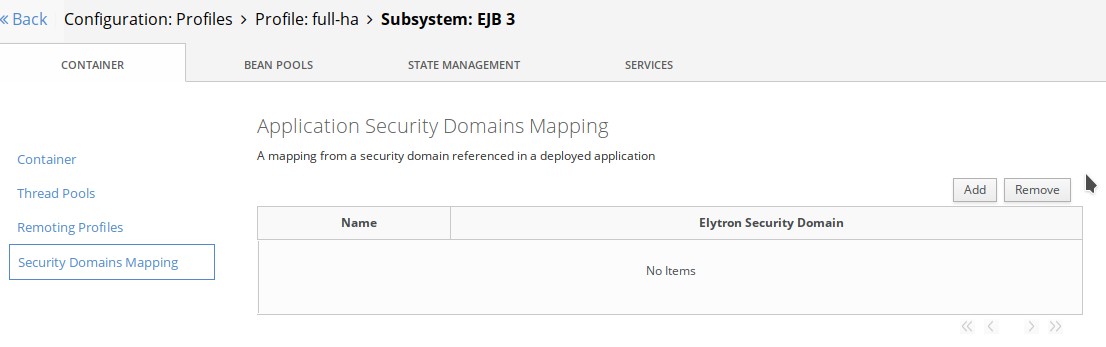 « Back Configuration: Profiles > Profile: full-ha > Subsystem: EJB 3
CONTAINER BEAN POOLS STATE MANAGEMENT SERVICES
Application Security Domains Mapping
A mapping from a security domain referenced in a deployed application
Container
Thread Pools
Remoting Profiles
Security Domains Mapping
Add Remove
Name Elytron Security Domain
No Items